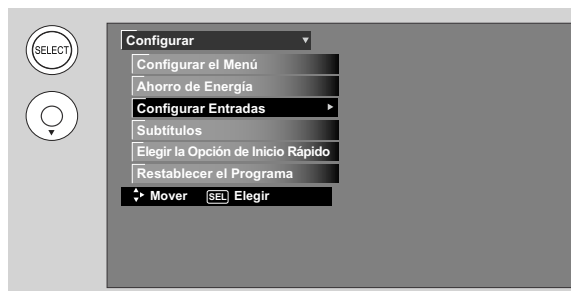 SELECT
Configurar
Configurar el Menú
Ahorro de Energía
Configurar Entradas
Subtítulos
Elegir la Opción de Inicio Rápido
Restablecer el Programa
Mover SEL Elegir